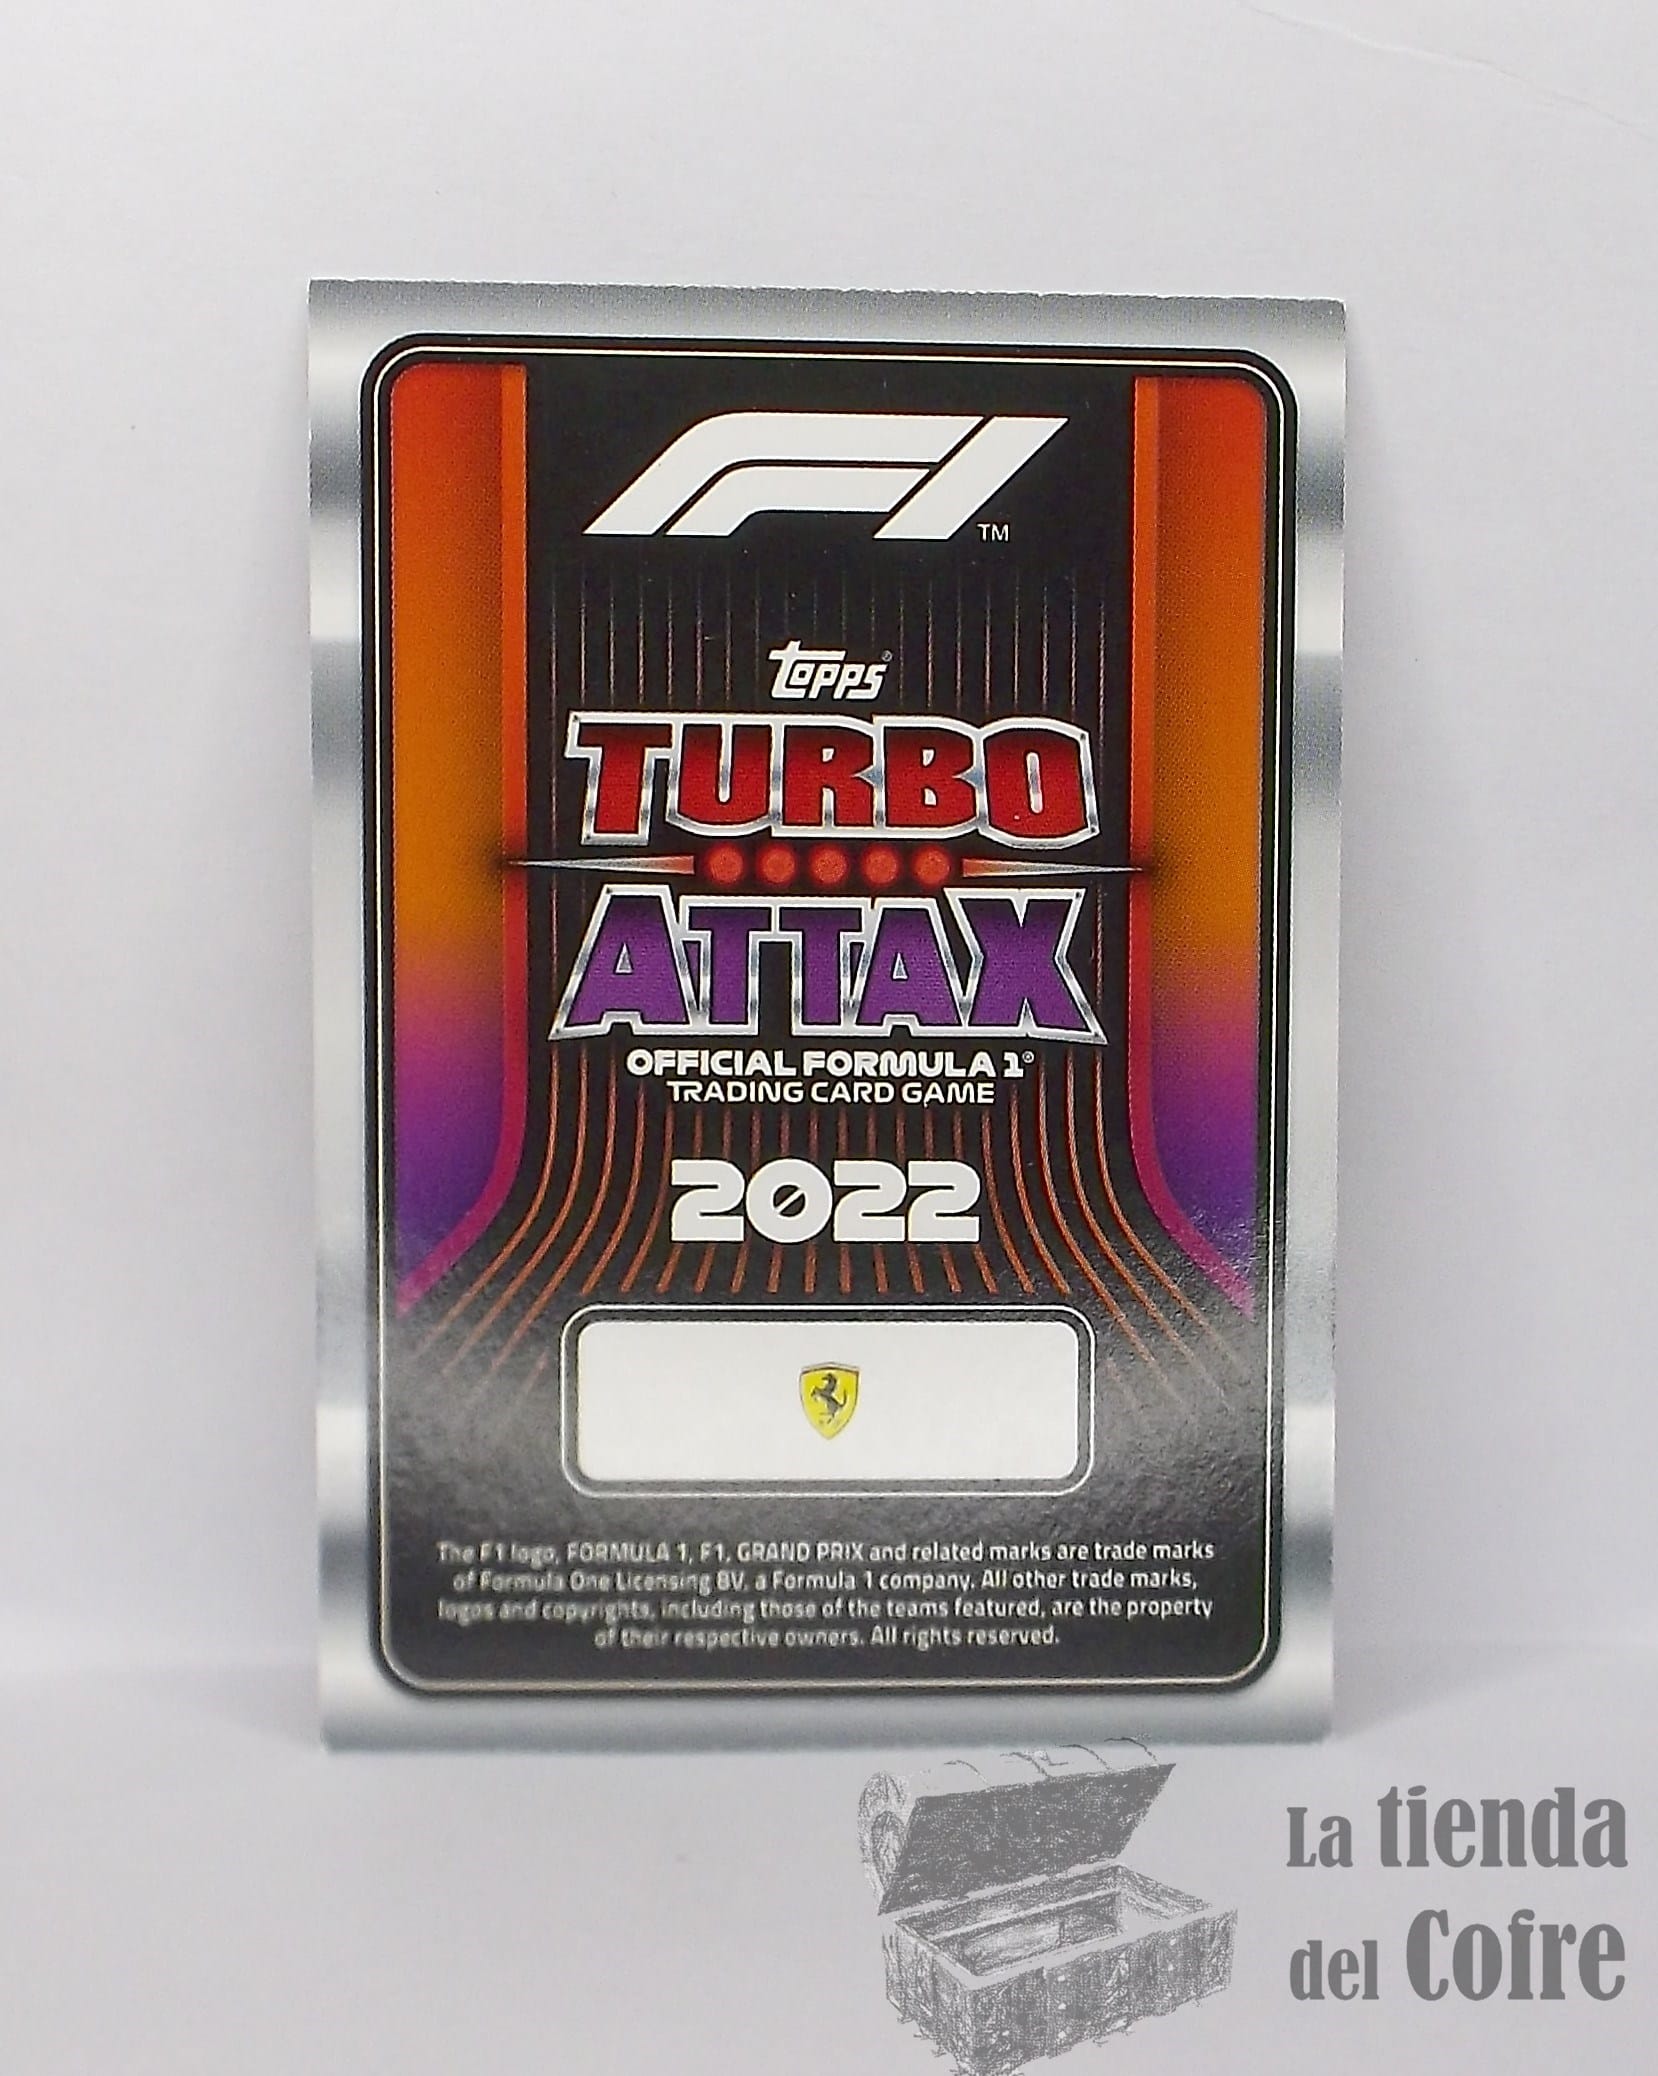 F1 ™
Topps®
TURBO
ATTAX
OFFICIAL FORMULA 1®
TRADING CARD GAME
2022
The F1 logo, FORMULA 1, F1, GRAND PRIX and related marks are trade marks
of Formula One Licensing BV, a Formula 1 company. All other trade marks,
logos and copyrights, including those of the teams featured, are the property
of their respective owners. All rights reserved.
La tienda
del Cofre